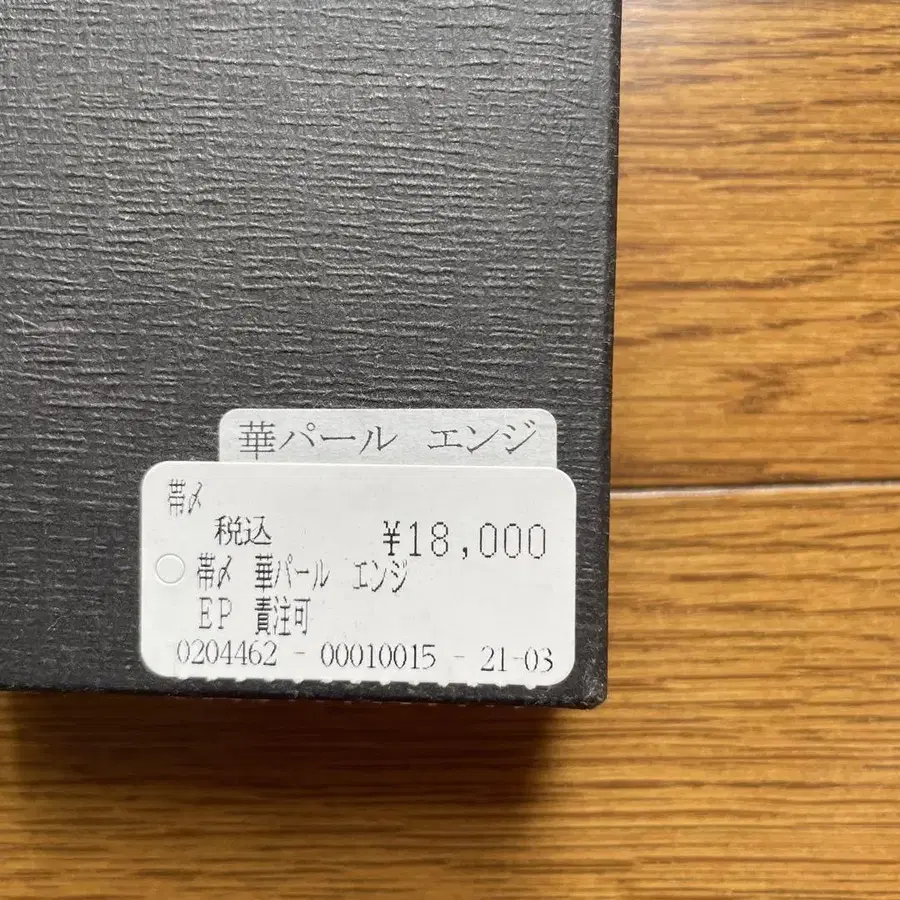 華パール エンジ
帯〆
税込 ¥18,000
帯〆 華パール エンジ
EP 責注可
0204462 - 00010015 - 21-03